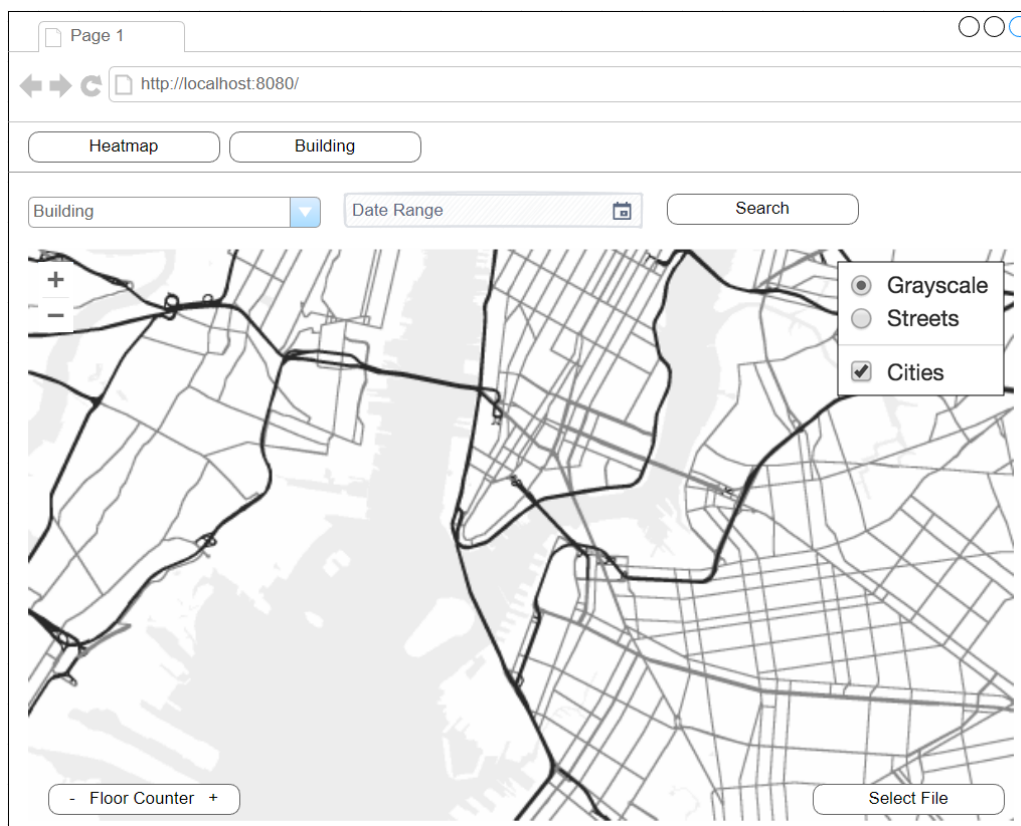 Page 1
http://localhost:8080/
Heatmap Building
Building Date Range Search
+
−
Grayscale
Streets
Cities
- Floor Counter + Select File